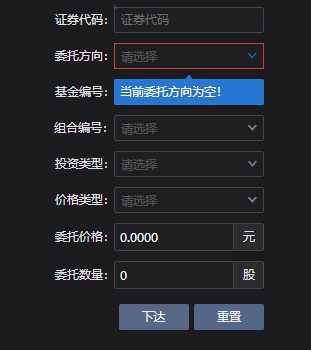 证券代码： 证券代码
委托方向： 请选择
基金编号： 当前委托方向为空！
组合编号： 请选择
投资类型： 请选择
价格类型： 请选择
委托价格： 0.0000 元
委托数量： 0 股
下达 重置